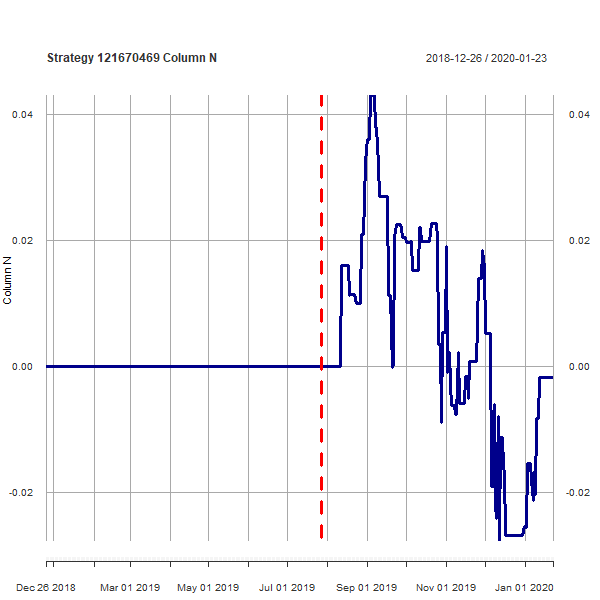 Strategy 121670469 Column N
2018-12-26 / 2020-01-23
0.04
0.04
0.02
0.02
Column N
0.00
0.00
-0.02
-0.02
Dec 26 2018
Mar 01 2019
May 01 2019
Jul 01 2019
Sep 01 2019
Nov 01 2019
Jan 01 2020